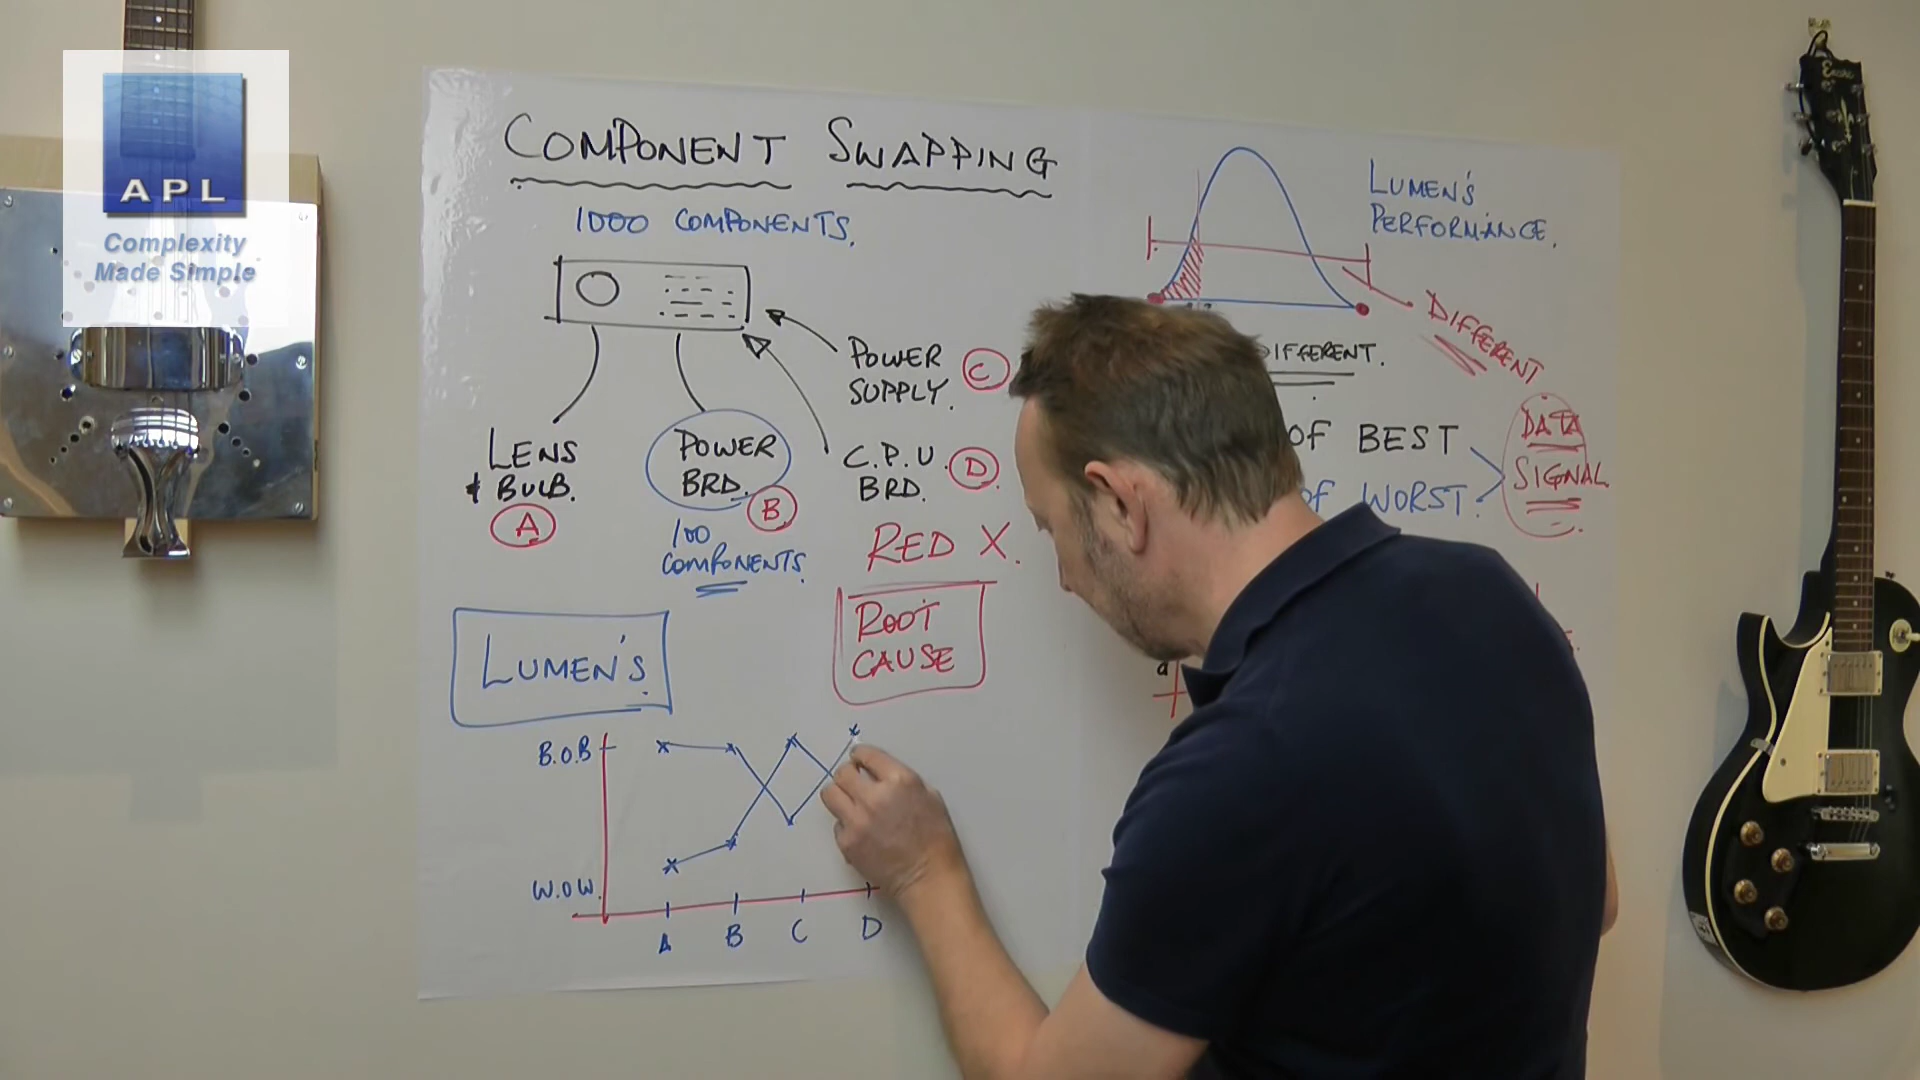 APL
Complexity
Made Simple
COMPONENT SWAPPING
1000 COMPONENTS.
POWER
SUPPLY.
C
LENS
& BULB.
A
POWER
BRD.
B
100
COMPONENTS.
C.P.U.
BRD.
D
RED X.
ROOT
CAUSE
LUMEN'S.
B.O.B
W.O.W.
A B C D
LUMEN'S
PERFORMANCE.
DIFFERENT
DIFFERENT.
OF BEST
OF WORST.
DATA
SIGNAL